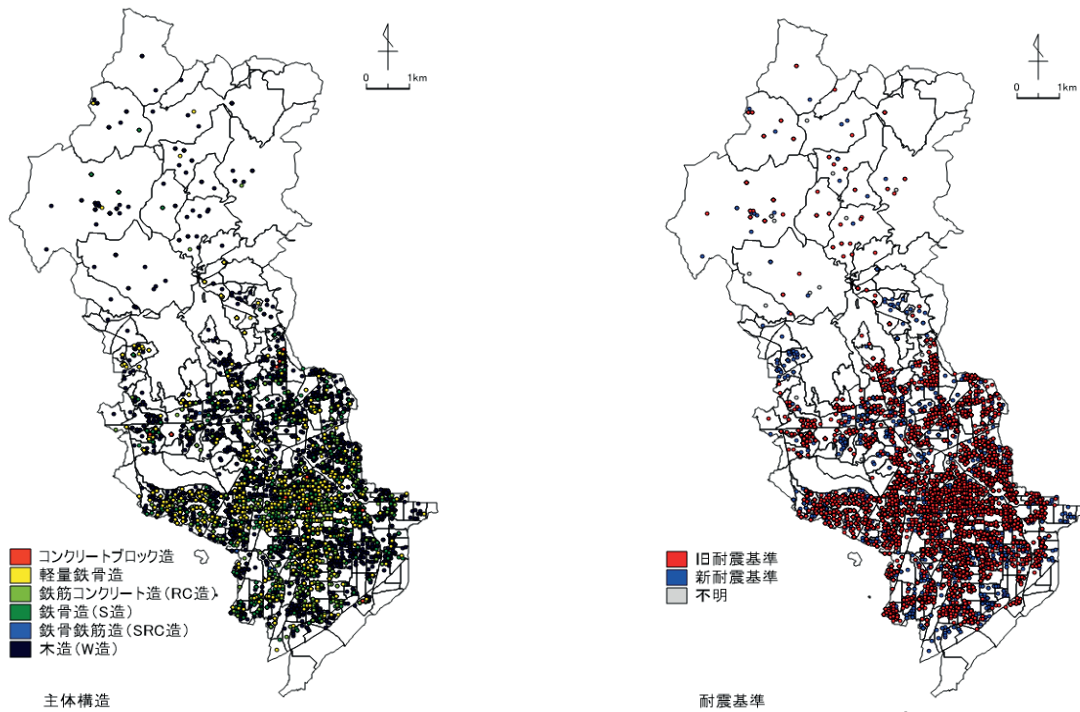 0 1km
コンクリートブロック造
軽量鉄骨造
鉄筋コンクリート造(RC造)
鉄骨造(S造)
鉄骨鉄筋造(SRC造)
木造(W造)
主体構造
0 1km
旧耐震基準
新耐震基準
不明
耐震基準